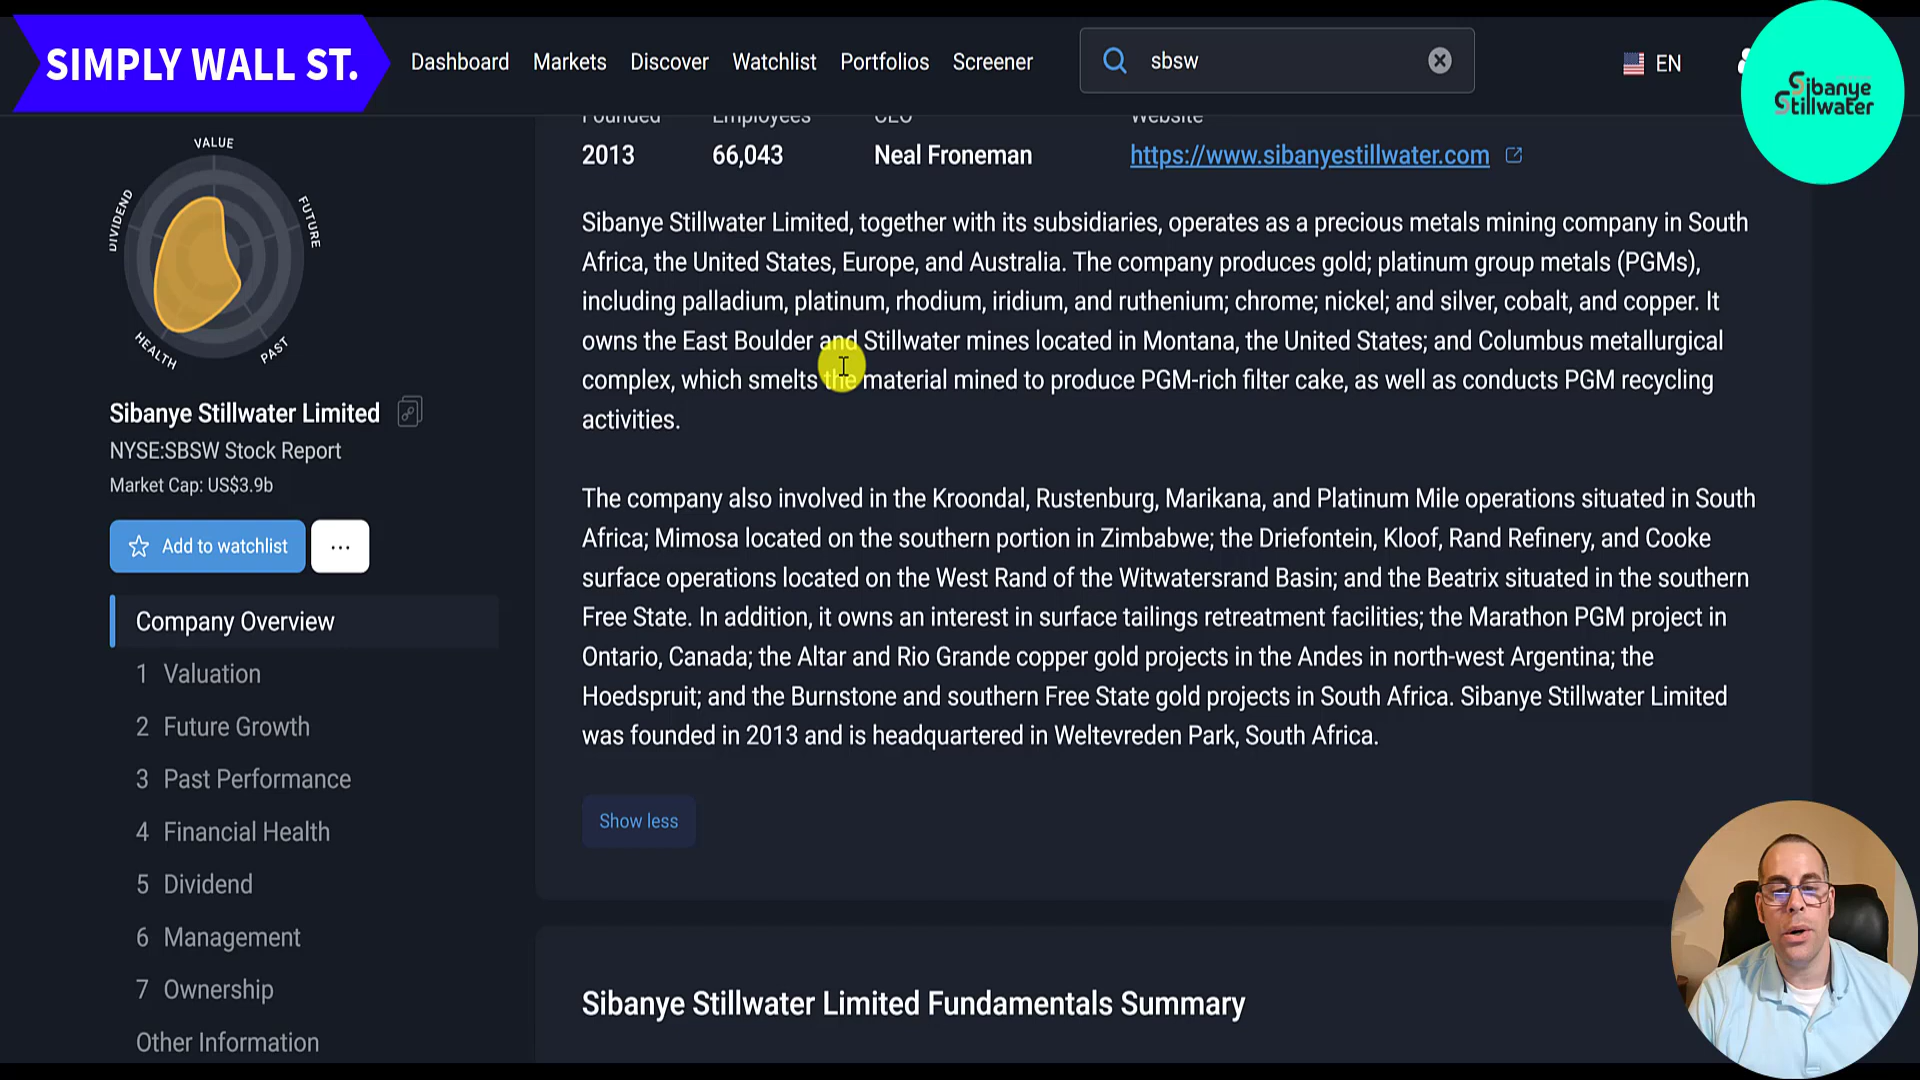 SIMPLY WALL ST.
Dashboard Markets Discover Watchlist Portfolios Screener
sbsw
EN
Sibanye
Stillwater
Founded Employees CEO Website
2013 66,043 Neal Froneman https://www.sibanyestillwater.com
VALUE
FUTURE
PAST
HEALTH
DIVIDEND
Sibanye Stillwater Limited
NYSE:SBSW Stock Report
Market Cap: US$3.9b
Add to watchlist ...
Company Overview
1 Valuation
2 Future Growth
3 Past Performance
4 Financial Health
5 Dividend
6 Management
7 Ownership
Other Information
Sibanye Stillwater Limited, together with its subsidiaries, operates as a precious metals mining company in South
Africa, the United States, Europe, and Australia. The company produces gold; platinum group metals (PGMs),
including palladium, platinum, rhodium, iridium, and ruthenium; chrome; nickel; and silver, cobalt, and copper. It
owns the East Boulder and Stillwater mines located in Montana, the United States; and Columbus metallurgical
complex, which smelts the material mined to produce PGM-rich filter cake, as well as conducts PGM recycling
activities.
The company also involved in the Kroondal, Rustenburg, Marikana, and Platinum Mile operations situated in South
Africa; Mimosa located on the southern portion in Zimbabwe; the Driefontein, Kloof, Rand Refinery, and Cooke
surface operations located on the West Rand of the Witwatersrand Basin; and the Beatrix situated in the southern
Free State. In addition, it owns an interest in surface tailings retreatment facilities; the Marathon PGM project in
Ontario, Canada; the Altar and Rio Grande copper gold projects in the Andes in north-west Argentina; the
Hoedspruit; and the Burnstone and southern Free State gold projects in South Africa. Sibanye Stillwater Limited
was founded in 2013 and is headquartered in Weltevreden Park, South Africa.
Show less
Sibanye Stillwater Limited Fundamentals Summary